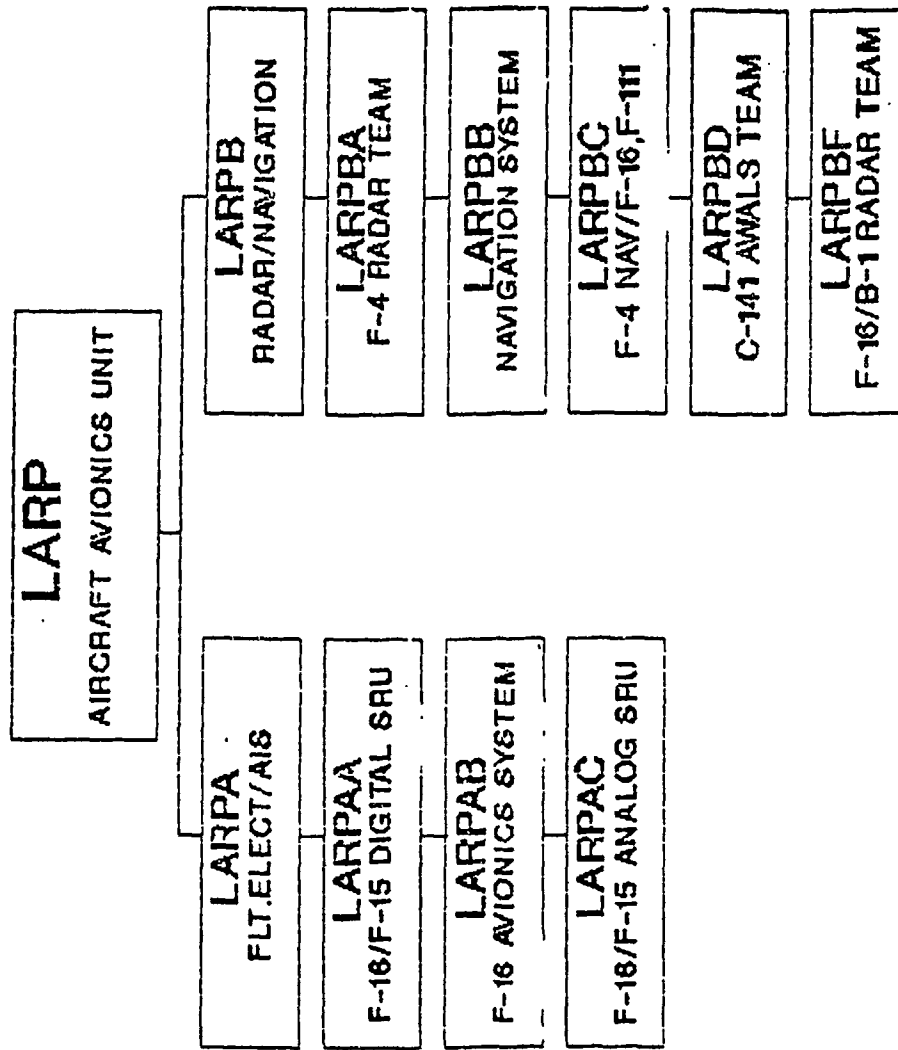 LARP
AIRCRAFT AVIONICS UNIT
LARPA
FLT.ELECT/AIS
LARPAA
F-16/F-15 DIGITAL SRU
LARPAB
F-16 AVIONICS SYSTEM
LARPAC
F-16/F-15 ANALOG SRU
LARPB
RADAR/NAVIGATION
LARPBA
F-4 RADAR TEAM
LARPBB
NAVIGATION SYSTEM
LARPBC
F-4 NAV/F-16,F-111
LARPBD
C-141 AWALS TEAM
LARPBF
F-16/B-1 RADAR TEAM